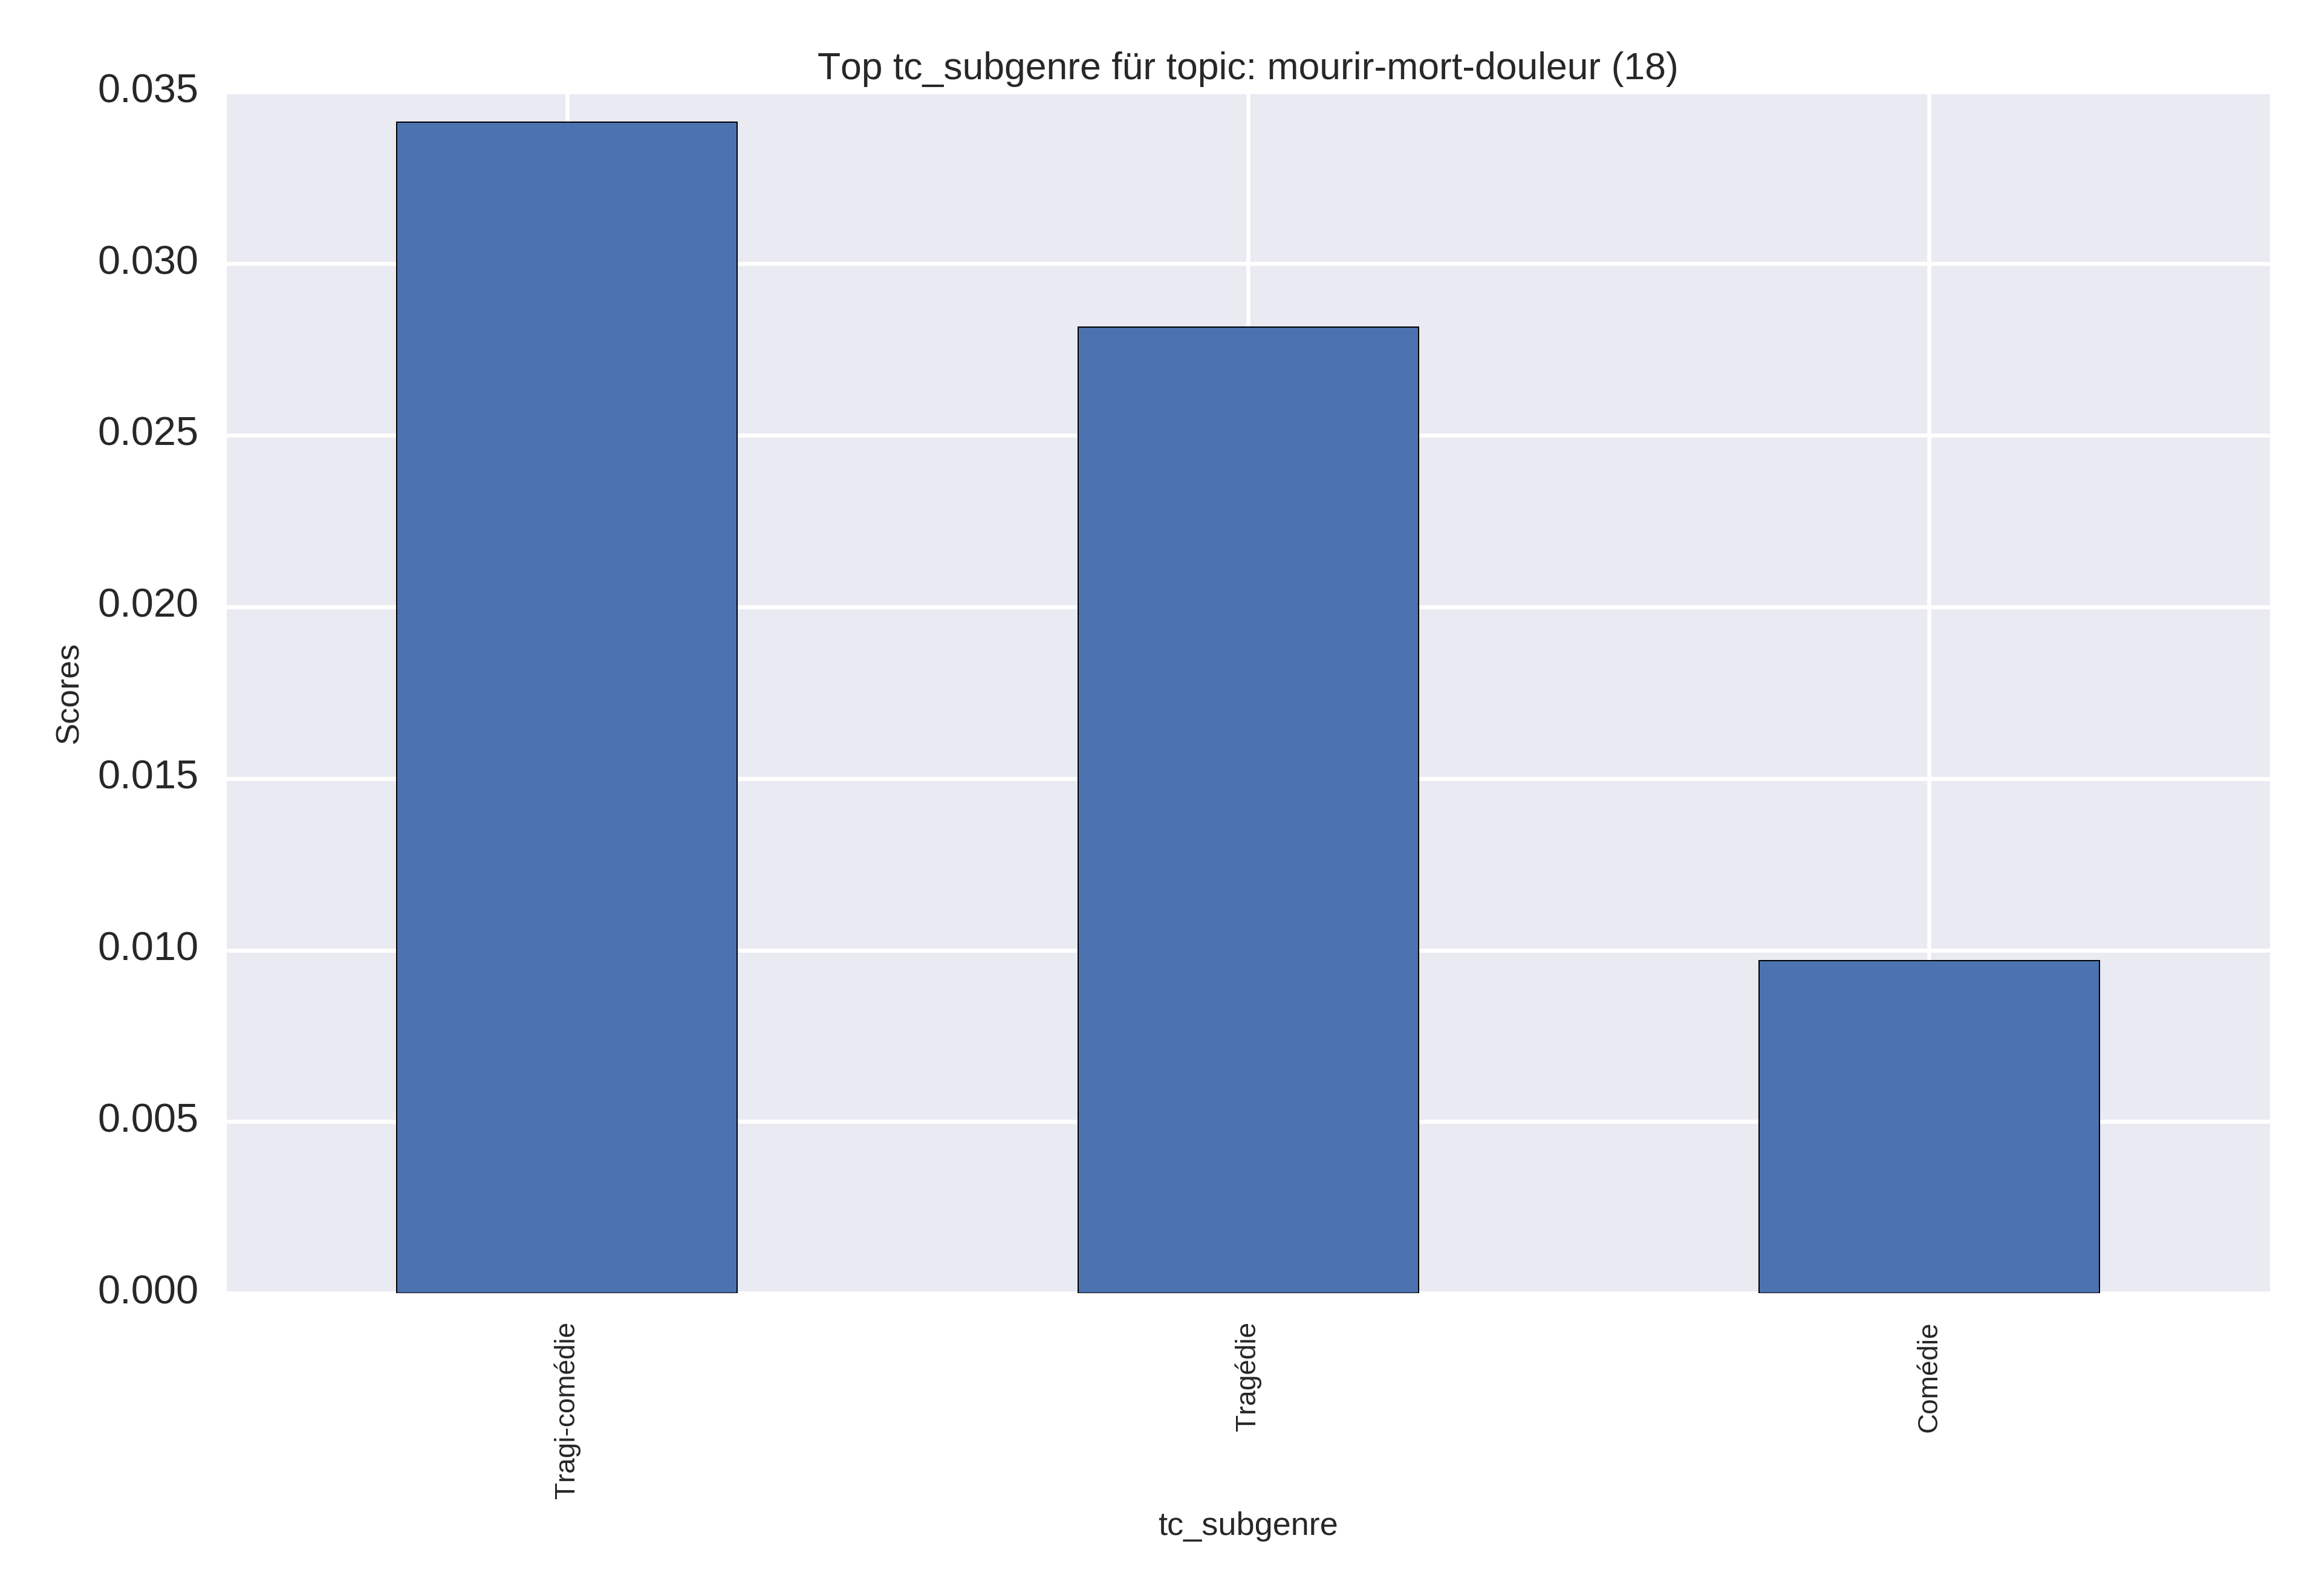 Top tc_subgenre für topic: mourir-mort-douleur (18)
0.035
0.030
0.025
0.020
0.015
0.010
0.005
0.000
Scores
Tragi-comédie
Tragédie
Comédie
tc_subgenre